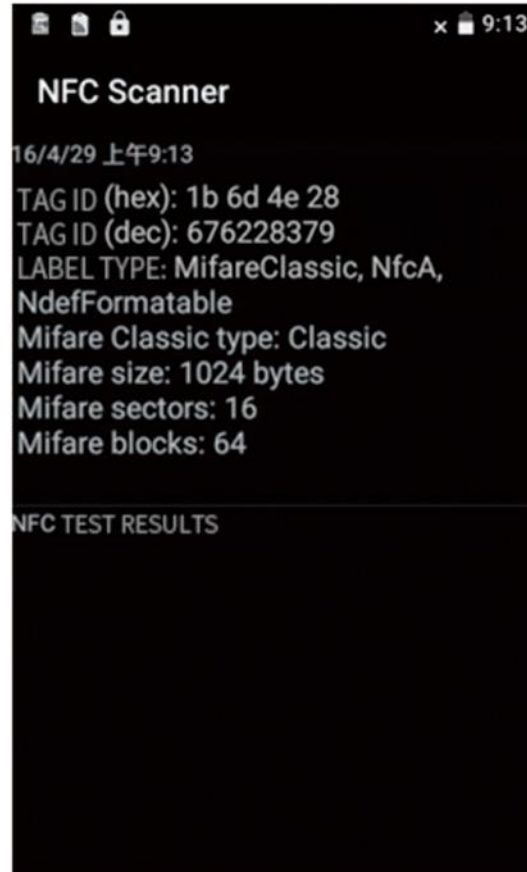 9:13
NFC Scanner
16/4/29 上午9:13
TAG ID (hex): 1b 6d 4e 28
TAG ID (dec): 676228379
LABEL TYPE: MifareClassic, NfcA,
NdefFormatable
Mifare Classic type: Classic
Mifare size: 1024 bytes
Mifare sectors: 16
Mifare blocks: 64
NFC TEST RESULTS